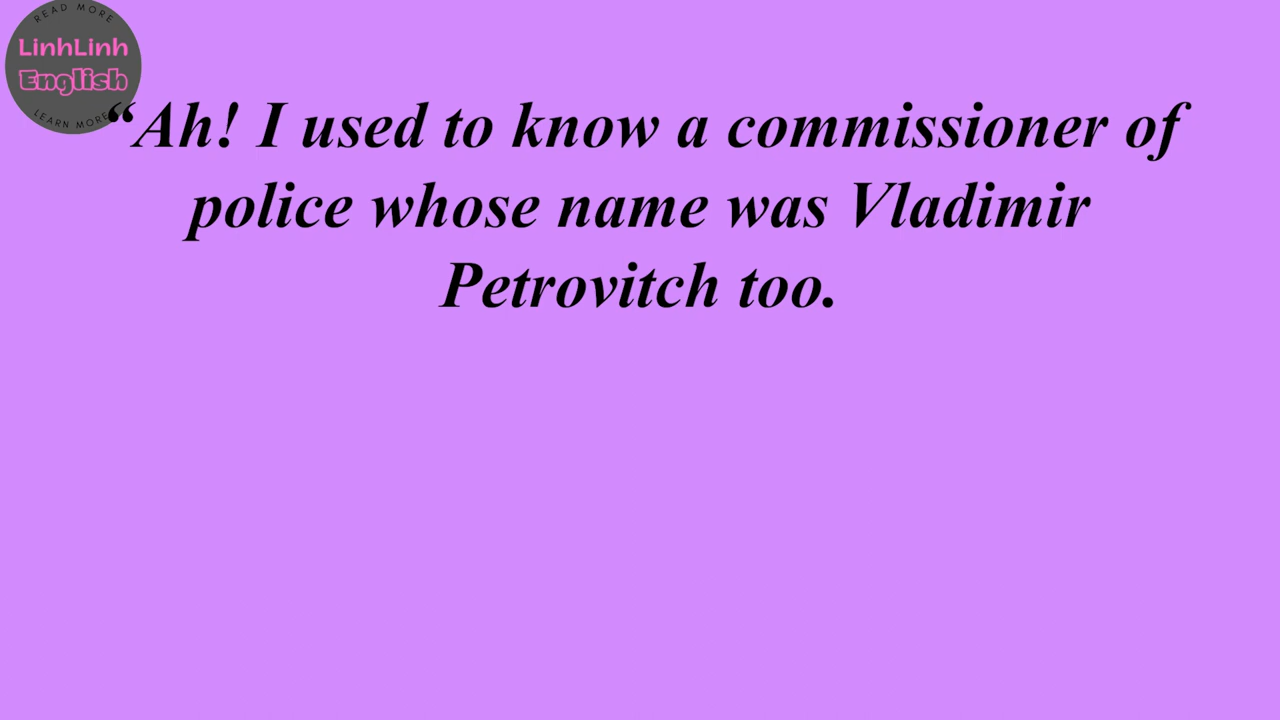 READ MORE
LinhLinh
English
LEARN MORE
“Ah! I used to know a commissioner of
police whose name was Vladimir
Petrovitch too.